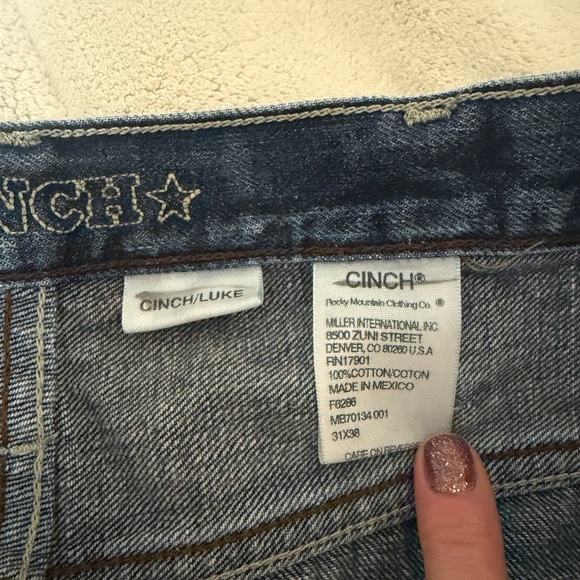 NCH☆
CINCH/LUKE
CINCH®
Rocky Mountain Clothing Co. ®
MILLER INTERNATIONAL INC
8500 ZUNI STREET
DENVER, CO 80260 U.S.A
RN17901
100%COTTON/COTON
MADE IN MEXICO
F6286
MB70134 001
31X38
CARE ON REVERSE